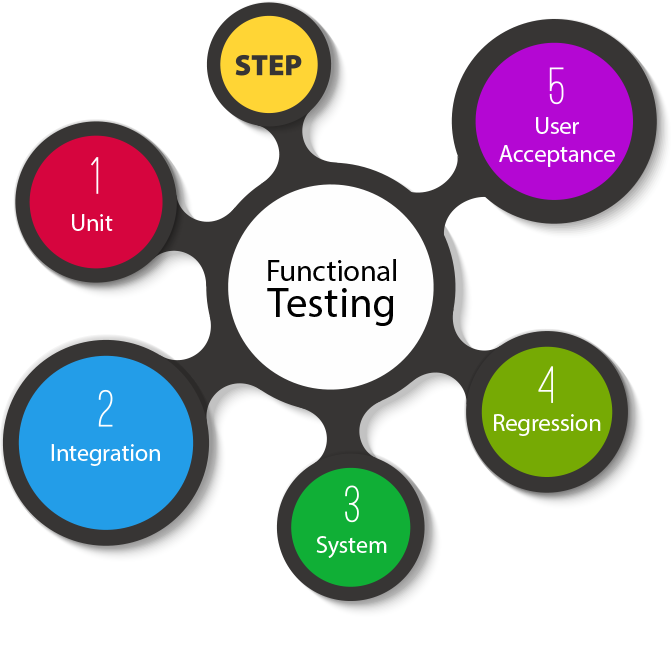 STEP
1
Unit
2
Integration
3
System
4
Regression
5
User
Acceptance
Functional
Testing